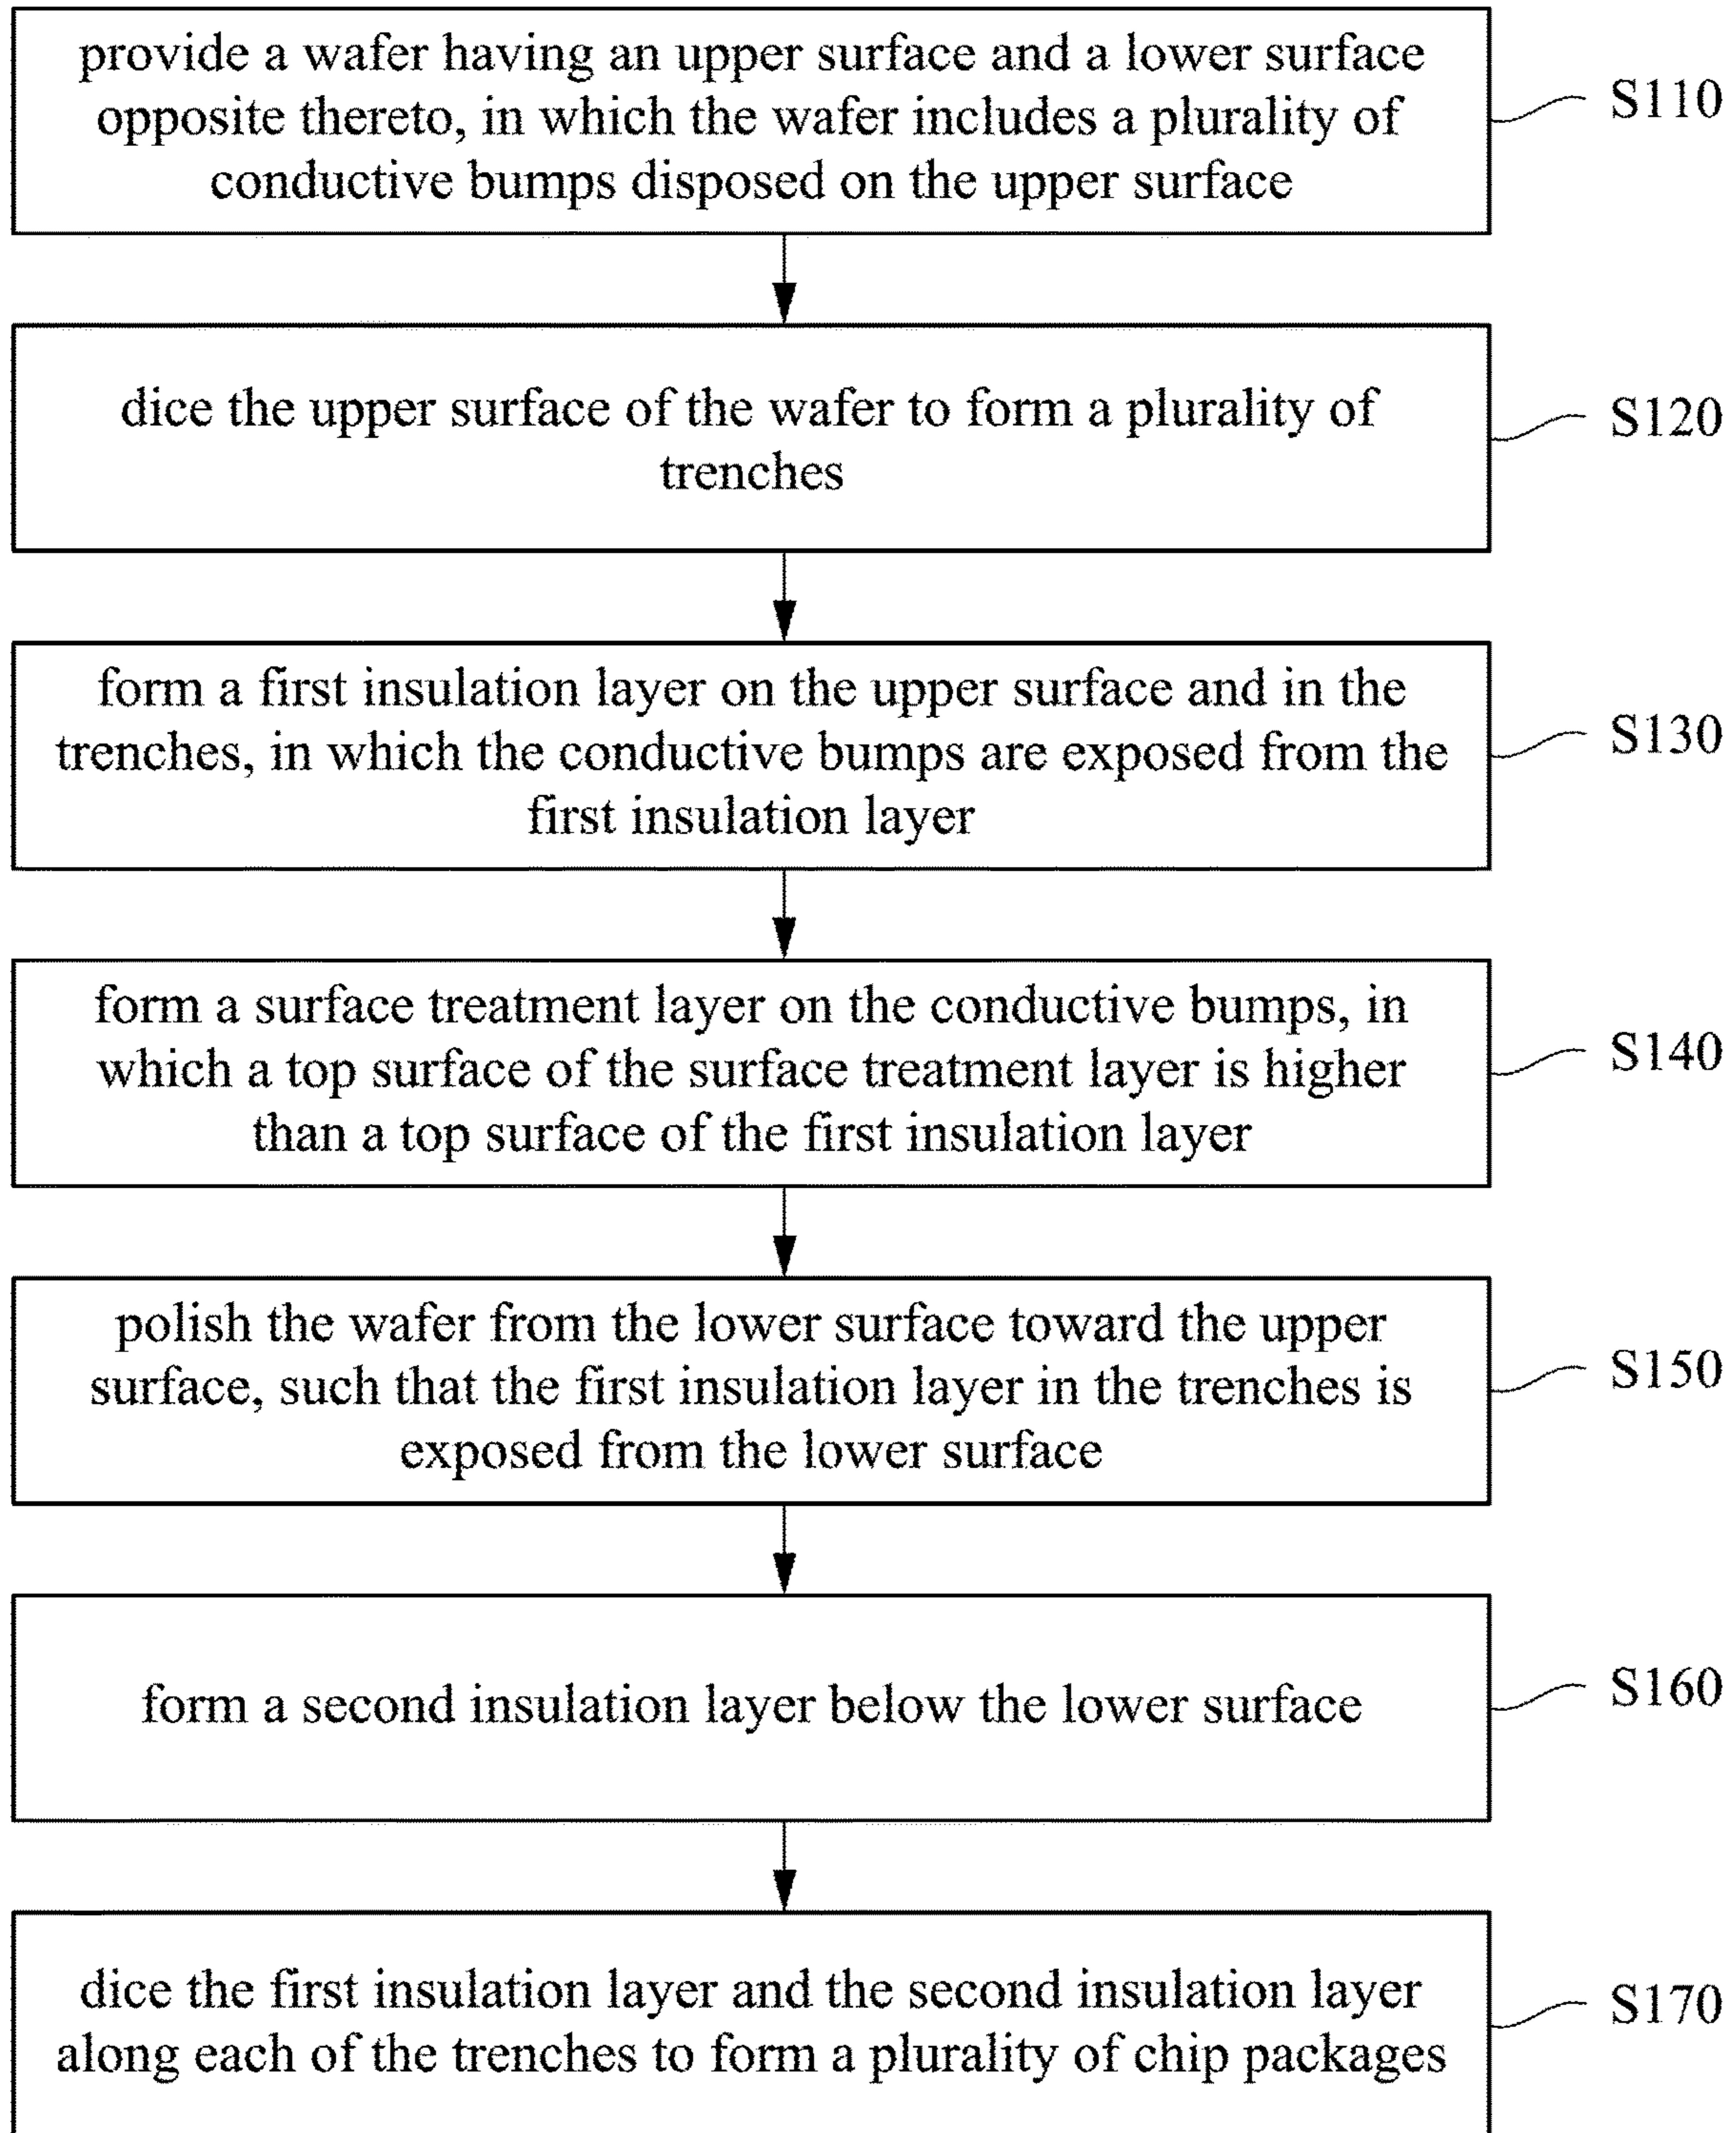 provide a wafer having an upper surface and a lower surface
opposite thereto, in which the wafer includes a plurality of
conductive bumps disposed on the upper surface
S110
dice the upper surface of the wafer to form a plurality of
trenches
S120
form a first insulation layer on the upper surface and in the
trenches, in which the conductive bumps are exposed from the
first insulation layer
S130
form a surface treatment layer on the conductive bumps, in
which a top surface of the surface treatment layer is higher
than a top surface of the first insulation layer
S140
polish the wafer from the lower surface toward the upper
surface, such that the first insulation layer in the trenches is
exposed from the lower surface
S150
form a second insulation layer below the lower surface
S160
dice the first insulation layer and the second insulation layer
along each of the trenches to form a plurality of chip packages
S170